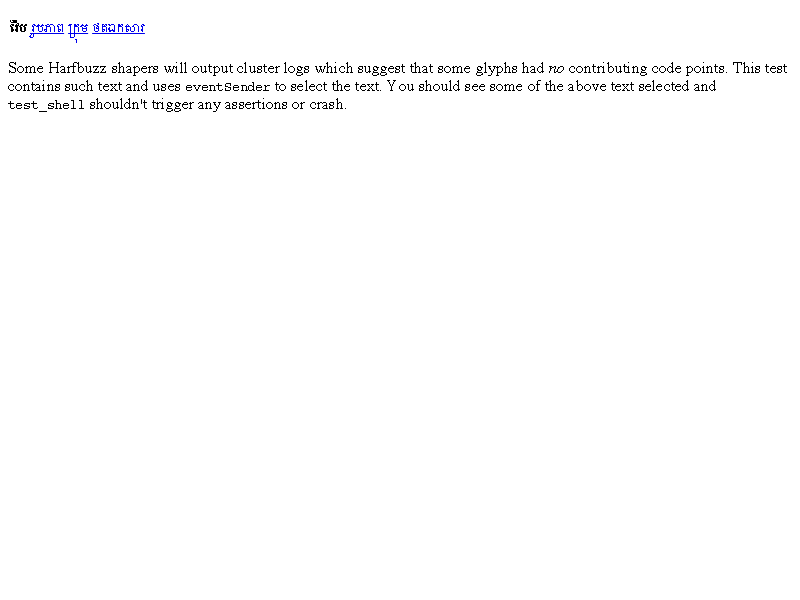 វើប រូបភាព ក្រុម ថតឯកសារ
Some Harfbuzz shapers will output cluster logs which suggest that some glyphs had no contributing code points. This test
contains such text and uses eventSender to select the text. You should see some of the above text selected and
test_shell shouldn't trigger any assertions or crash.